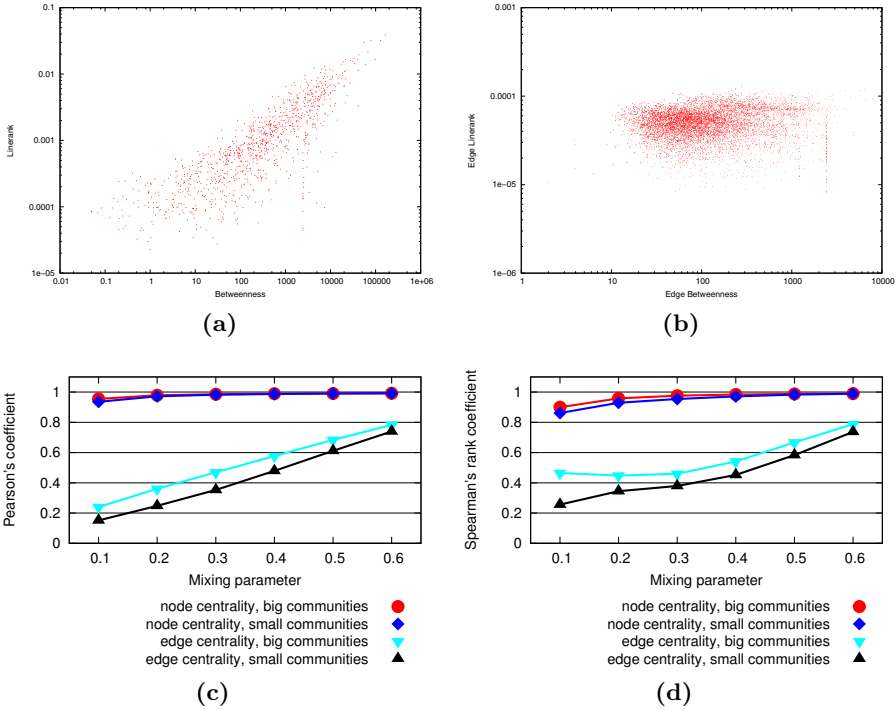 0.1
0.01
0.001
0.0001
1e−05
Linerank
0.01 0.1 1 10 100 1000 10000 100000 1e+06
Betweenness
(a)
0.001
0.0001
1e−05
1e−06
Edge Linerank
1 10 100 1000 10000
Edge Betweenness
(b)
1
0.8
0.6
0.4
0.2
0
Pearson's coefficient
0.1 0.2 0.3 0.4 0.5 0.6
Mixing parameter
node centrality, big communities
node centrality, small communities
edge centrality, big communities
edge centrality, small communities
(c)
1
0.8
0.6
0.4
0.2
0
Spearman's rank coefficient
0.1 0.2 0.3 0.4 0.5 0.6
Mixing parameter
node centrality, big communities
node centrality, small communities
edge centrality, big communities
edge centrality, small communities
(d)